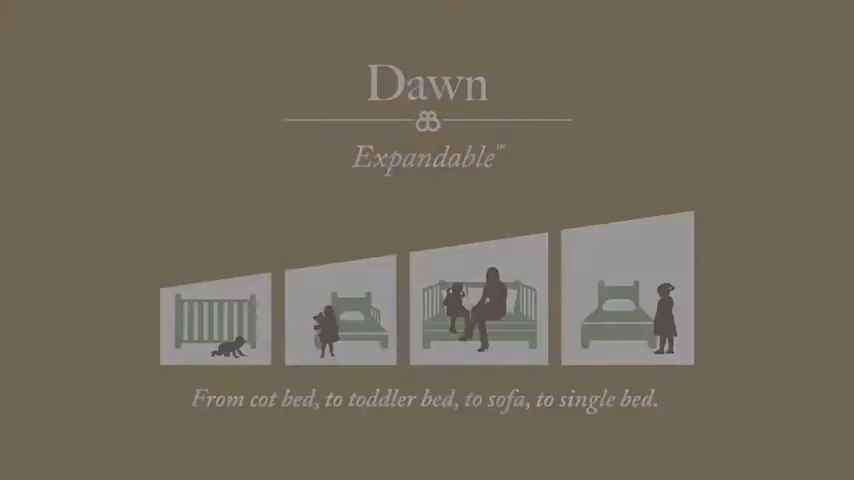 Dawn
Expandable™
From cot bed, to toddler bed, to sofa, to single bed.